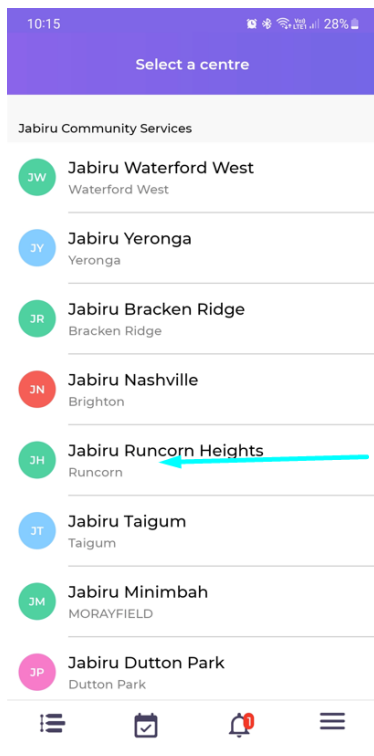 10:15 Vo) LTE1 28%
Select a centre
Jabiru Community Services
JW Jabiru Waterford West
Waterford West
JY Jabiru Yeronga
Yeronga
JR Jabiru Bracken Ridge
Bracken Ridge
JN Jabiru Nashville
Brighton
JH Jabiru Runcorn Heights
Runcorn
JT Jabiru Taigum
Taigum
JM Jabiru Minimbah
MORAYFIELD
JP Jabiru Dutton Park
Dutton Park
1